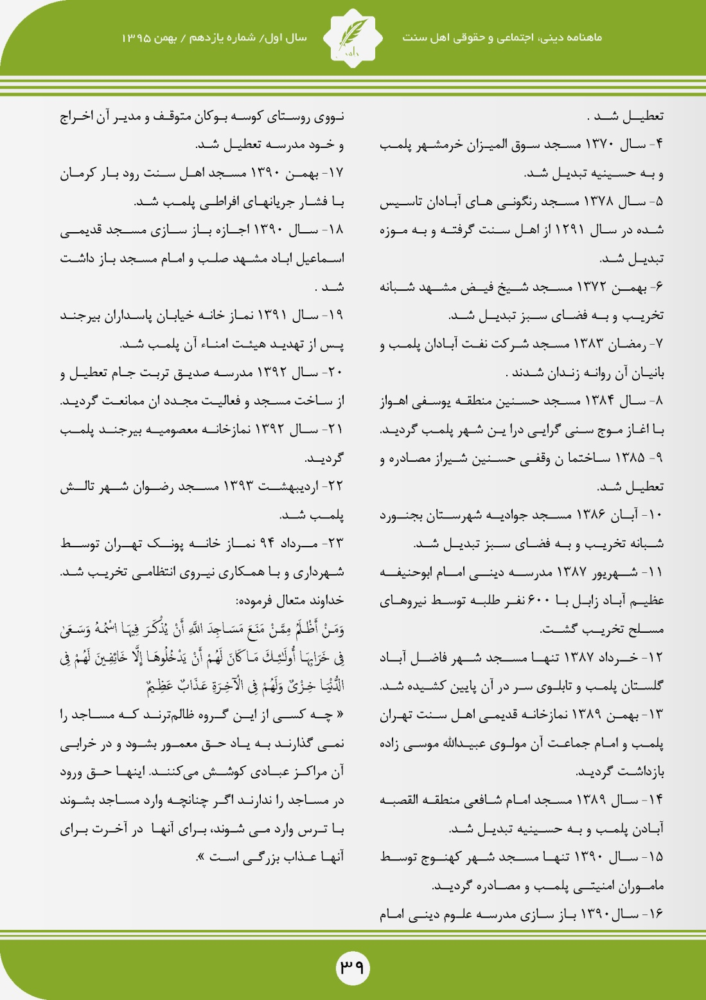 ماهنامه دینی، اجتماعی و حقوقی اهل سنت
سال اول/ شماره یازدهم / بهمن ۱۳۹۵
تعطیل شد .
۴- سال ۱۳۷۰ مسجد سوق المیزان خرمشهر پلمب
و به حسینیه تبدیل شد.
۵- سال ۱۳۷۸ مسجد رنگونی های آبادان تاسیس
شده در سال ۱۲۹۱ از اهل سنت گرفته و به موزه
تبدیل شد.
۶- بهمن ۱۳۷۲ مسجد شیخ فیض مشهد شبانه
تخریب و به فضای سبز تبدیل شد.
۷- رمضان ۱۳۸۳ مسجد شرکت نفت آبادان پلمب و
بانیان آن روانه زندان شدند .
۸- سال ۱۳۸۴ مسجد حسنین منطقه یوسفی اهواز
با اغاز موج سنی گرایی درا ین شهر پلمب گردید.
۹- ۱۳۸۵ ساختما ن وقفی حسنین شیراز مصادره و
تعطیل شد.
۱۰- آبان ۱۳۸۶ مسجد جوادیه شهرستان بجنورد
شبانه تخریب و به فضای سبز تبدیل شد.
۱۱- شهریور ۱۳۸۷ مدرسه دینی امام ابوحنیفه
عظیم آباد زابل با ۶۰۰ نفر طلبه توسط نیروهای
مسلح تخریب گشت.
۱۲- خرداد ۱۳۸۷ تنها مسجد شهر فاضل آباد
گلستان پلمب و تابلوی سر در آن پایین کشیده شد.
۱۳- بهمن ۱۳۸۹ نمازخانه قدیمی اهل سنت تهران
پلمب و امام جماعت آن مولوی عبیدالله موسی زاده
بازداشت گردید.
۱۴- سال ۱۳۸۹ مسجد امام شافعی منطقه القصبه
آبادن پلمب و به حسینیه تبدیل شد.
۱۵- سال ۱۳۹۰ تنها مسجد شهر کهنوج توسط
ماموران امنیتی پلمب و مصادره گردید.
۱۶- سال۱۳۹۰ باز سازی مدرسه علوم دینی امام
نووی روستای کوسه بوکان متوقف و مدیر آن اخراج
و خود مدرسه تعطیل شد.
۱۷- بهمن ۱۳۹۰ مسجد اهل سنت رود بار کرمان
با فشار جریانهای افراطی پلمب شد.
۱۸- سال ۱۳۹۰ اجازه باز سازی مسجد قدیمی
اسماعیل اباد مشهد صلب و امام مسجد باز داشت
شد .
۱۹- سال ۱۳۹۱ نماز خانه خیابان پاسداران بیرجند
پس از تهدید هیئت امناء آن پلمب شد.
۲۰- سال ۱۳۹۲ مدرسه صدیق تربت جام تعطیل و
از ساخت مسجد و فعالیت مجدد ان ممانعت گردید.
۲۱- سال ۱۳۹۲ نمازخانه معصومیه بیرجند پلمب
گردید.
۲۲- اردیبهشت ۱۳۹۳ مسجد رضوان شهر تالش
پلمب شد.
۲۳- مرداد ۹۴ نماز خانه پونک تهران توسط
شهرداری و با همکاری نیروی انتظامی تخریب شد.
خداوند متعال فرموده:
وَمَنْ أَظْلَمُ مِمَّنْ مَنَعَ مَسَاجِدَ اللَّهِ أَنْ يُذْكَرَ فِيهَا اسْمُهُ وَسَعَىٰ
فِي خَرَابِهَا أُولَـٰئِكَ مَا كَانَ لَهُمْ أَنْ يَدْخُلُوهَا إِلَّا خَائِفِينَ لَهُمْ فِي
الدُّنْيَا خِزْيٌ وَلَهُمْ فِي الْآخِرَةِ عَذَابٌ عَظِيمٌ
« چه کسی از این گروه ظالم‌ترند که مساجد را
نمی گذارند به یاد حق معمور بشود و در خرابی
آن مراکز عبادی کوشش می‌کنند. اینها حق ورود
در مساجد را ندارند اگر چنانچه وارد مساجد بشوند
با ترس وارد می شوند، برای آنها در آخرت برای
آنها عذاب بزرگی است ».
۳۹